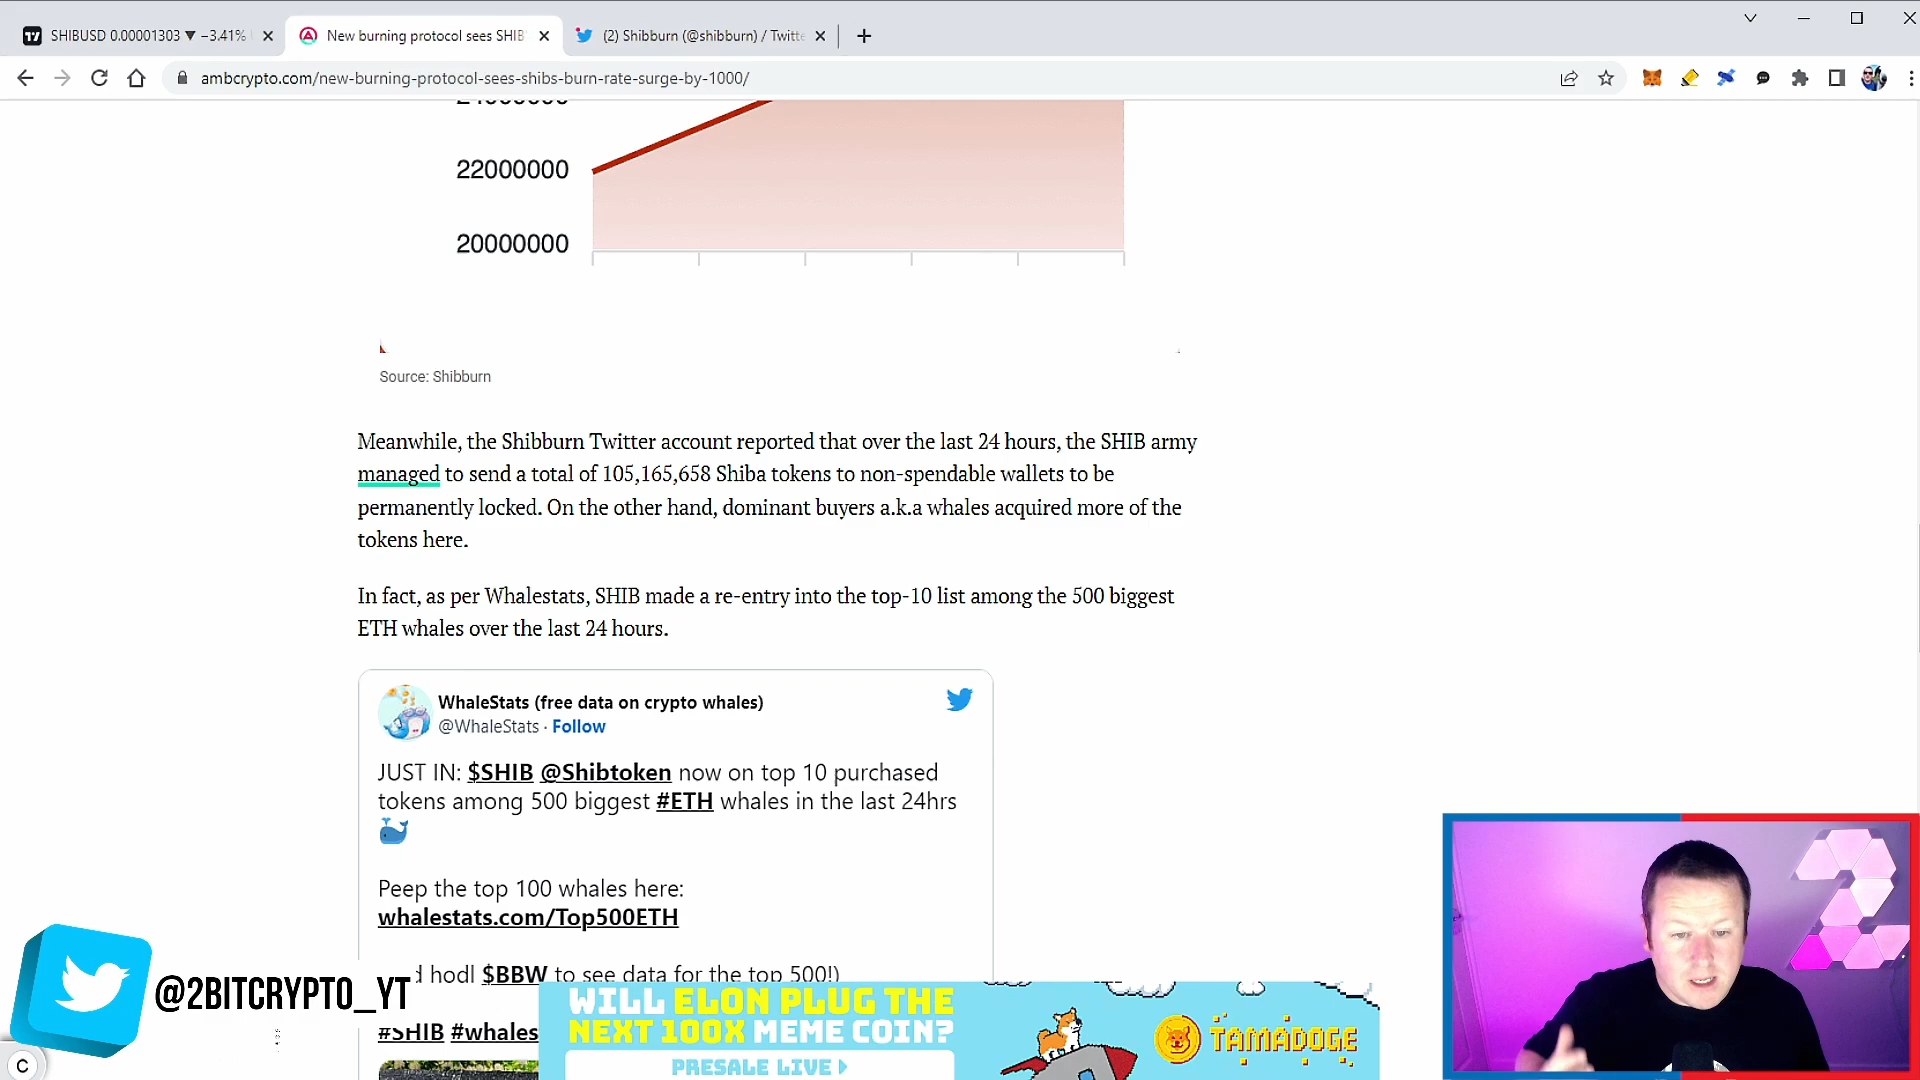 SHIBUSD 0.00001303 ▼ −3.41%
New burning protocol sees SHIB
(2) Shibburn (@shibburn) / Twitte
ambcrypto.com/new-burning-protocol-sees-shibs-burn-rate-surge-by-1000/
22000000
20000000
Source: Shibburn
Meanwhile, the Shibburn Twitter account reported that over the last 24 hours, the SHIB army
managed to send a total of 105,165,658 Shiba tokens to non-spendable wallets to be
permanently locked. On the other hand, dominant buyers a.k.a whales acquired more of the
tokens here.
In fact, as per Whalestats, SHIB made a re-entry into the top-10 list among the 500 biggest
ETH whales over the last 24 hours.
WhaleStats (free data on crypto whales)
@WhaleStats · Follow
JUST IN: $SHIB @Shibtoken now on top 10 purchased
tokens among 500 biggest #ETH whales in the last 24hrs
Peep the top 100 whales here:
whalestats.com/Top500ETH
hodl $BBW to see data for the top 500!)
#SHIB #whales
@2BITCRYPTO_YT
WILL ELON PLUG THE
NEXT 100X MEME COIN?
PRESALE LIVE
TAMADOGE
C